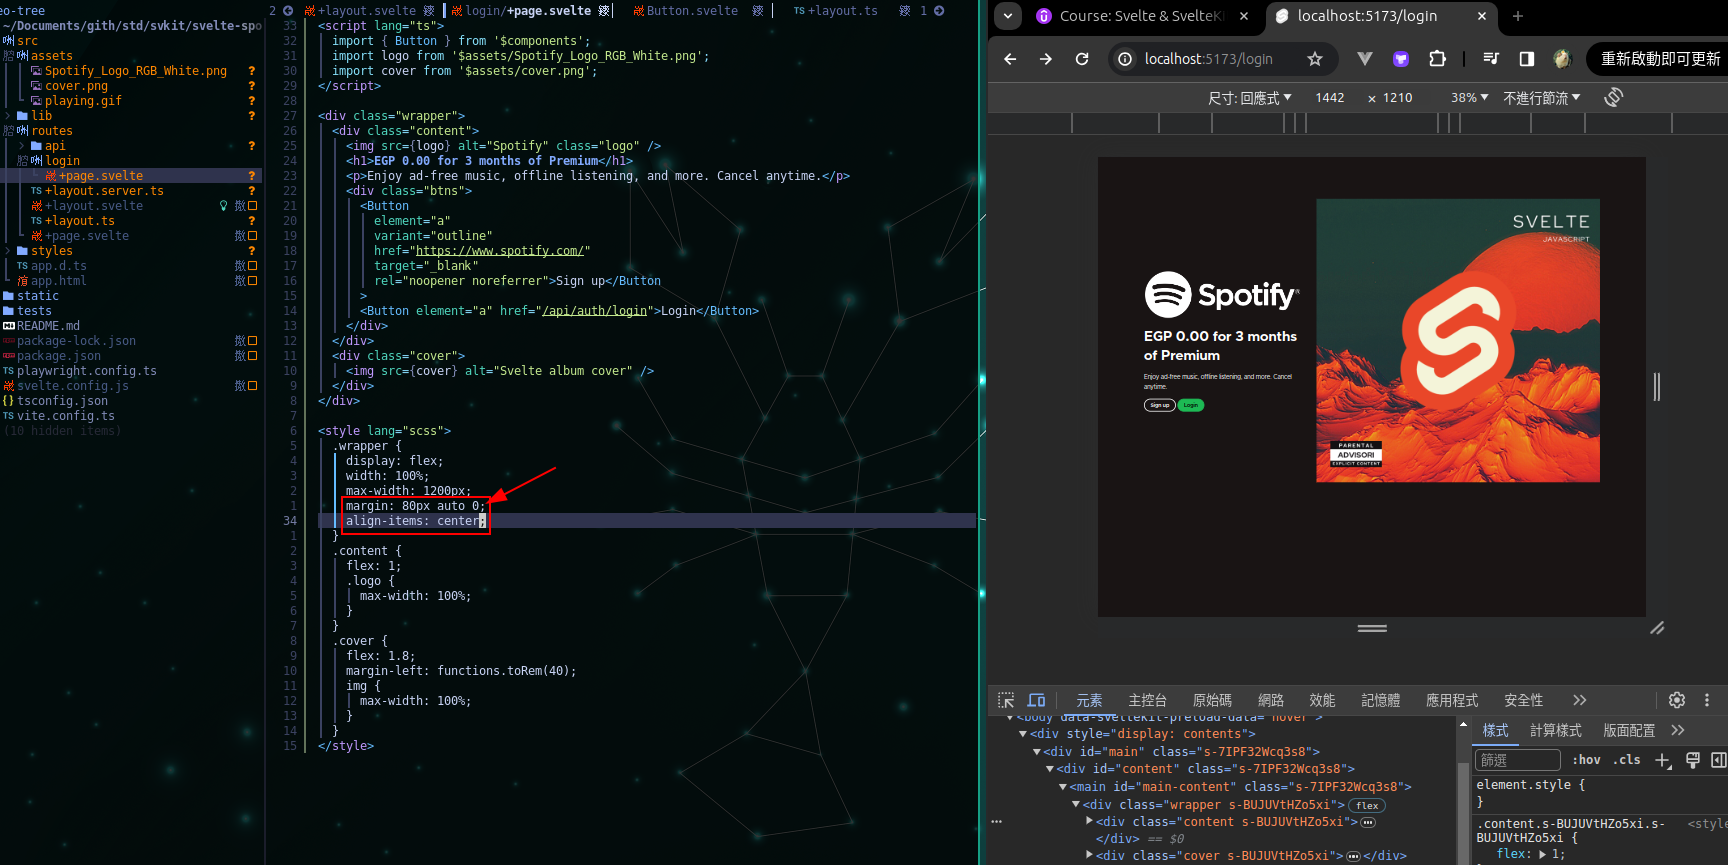 eo-tree
~/Documents/gith/std/svkit/svelte-spo
src
assets
Spotify_Logo_RGB_White.png ?
cover.png ?
playing.gif ?
lib ?
routes
api ?
login
+page.svelte ?
+layout.server.ts ?
+layout.svelte
+layout.ts ?
+page.svelte
styles ?
app.d.ts
app.html
static
tests
README.md
package-lock.json
package.json
playwright.config.ts
svelte.config.js
tsconfig.json
vite.config.ts
(10 hidden items)
2 +layout.svelte login/+page.svelte Button.svelte TS +layout.ts 1
33 <script lang="ts">
32 import { Button } from '$components';
31 import logo from '$assets/Spotify_Logo_RGB_White.png';
30 import cover from '$assets/cover.png';
29 </script>
28
27 <div class="wrapper">
26 <div class="content">
25 <img src={logo} alt="Spotify" class="logo" />
24 <h1>EGP 0.00 for 3 months of Premium</h1>
23 <p>Enjoy ad-free music, offline listening, and more. Cancel anytime.</p>
22 <div class="btns">
21 <Button
20 element="a"
19 variant="outline"
18 href="https://www.spotify.com/"
17 target="_blank"
16 rel="noopener noreferrer">Sign up</Button
15 >
14 <Button element="a" href="/api/auth/login">Login</Button>
13 </div>
12 </div>
11 <div class="cover">
10 <img src={cover} alt="Svelte album cover" />
9 </div>
8 </div>
7
6 <style lang="scss">
5 .wrapper {
4 display: flex;
3 width: 100%;
2 max-width: 1200px;
1 margin: 80px auto 0;
34 align-items: center;
1 }
2 .content {
3 flex: 1;
4 .logo {
5 max-width: 100%;
6 }
7 }
8 .cover {
9 flex: 1.8;
10 margin-left: functions.toRem(40);
11 img {
12 max-width: 100%;
13 }
14 }
15 </style>
Course: Svelte & SvelteKi
localhost:5173/login
localhost:5173/login
重新啟動即可更新
尺寸: 回應式 1442 × 1210 38% 不進行節流
Spotify
EGP 0.00 for 3 months
of Premium
Enjoy ad-free music, offline listening, and more. Cancel
anytime.
Sign up Login
SVELTE
JAVASCRIPT
PARENTAL
ADVISORI
EXPLICIT CONTENT
元素 主控台 原始碼 網路 效能 記憶體 應用程式 安全性
<body data-sveltekit-preload-data="hover">
<div style="display: contents">
<div id="main" class="s-7IPF32Wcq3s8">
<div id="content" class="s-7IPF32Wcq3s8">
<main id="main-content" class="s-7IPF32Wcq3s8">
<div class="wrapper s-BUJUVtHZo5xi"> flex
<div class="content s-BUJUVtHZo5xi">
</div> == $0
<div class="cover s-BUJUVtHZo5xi"> </div>
樣式 計算樣式 版面配置
篩選 :hov .cls
element.style {
}
.content.s-BUJUVtHZo5xi.s- <style
BUJUVtHZo5xi {
flex: 1;